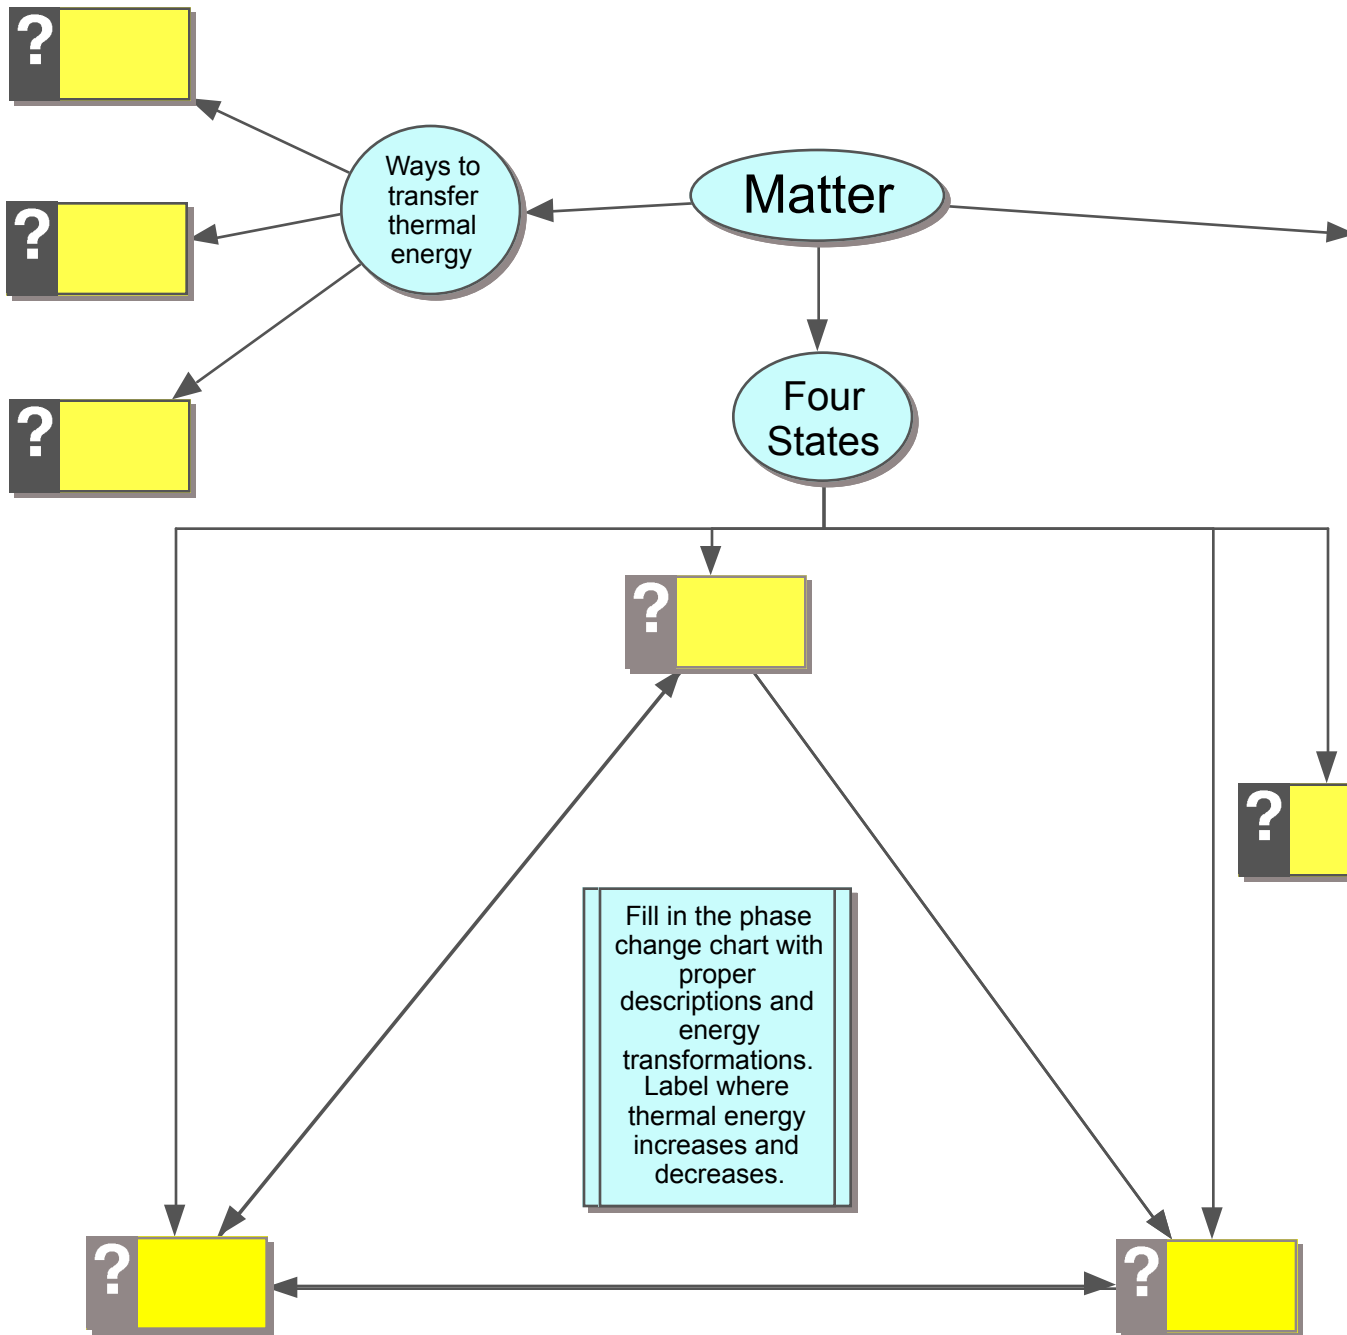 ?
Ways to
transfer
thermal
energy
Matter
?
?
Four
States
?
?
Fill in the phase
change chart with
proper
descriptions and
energy
transformations.
Label where
thermal energy
increases and
decreases.
?
?